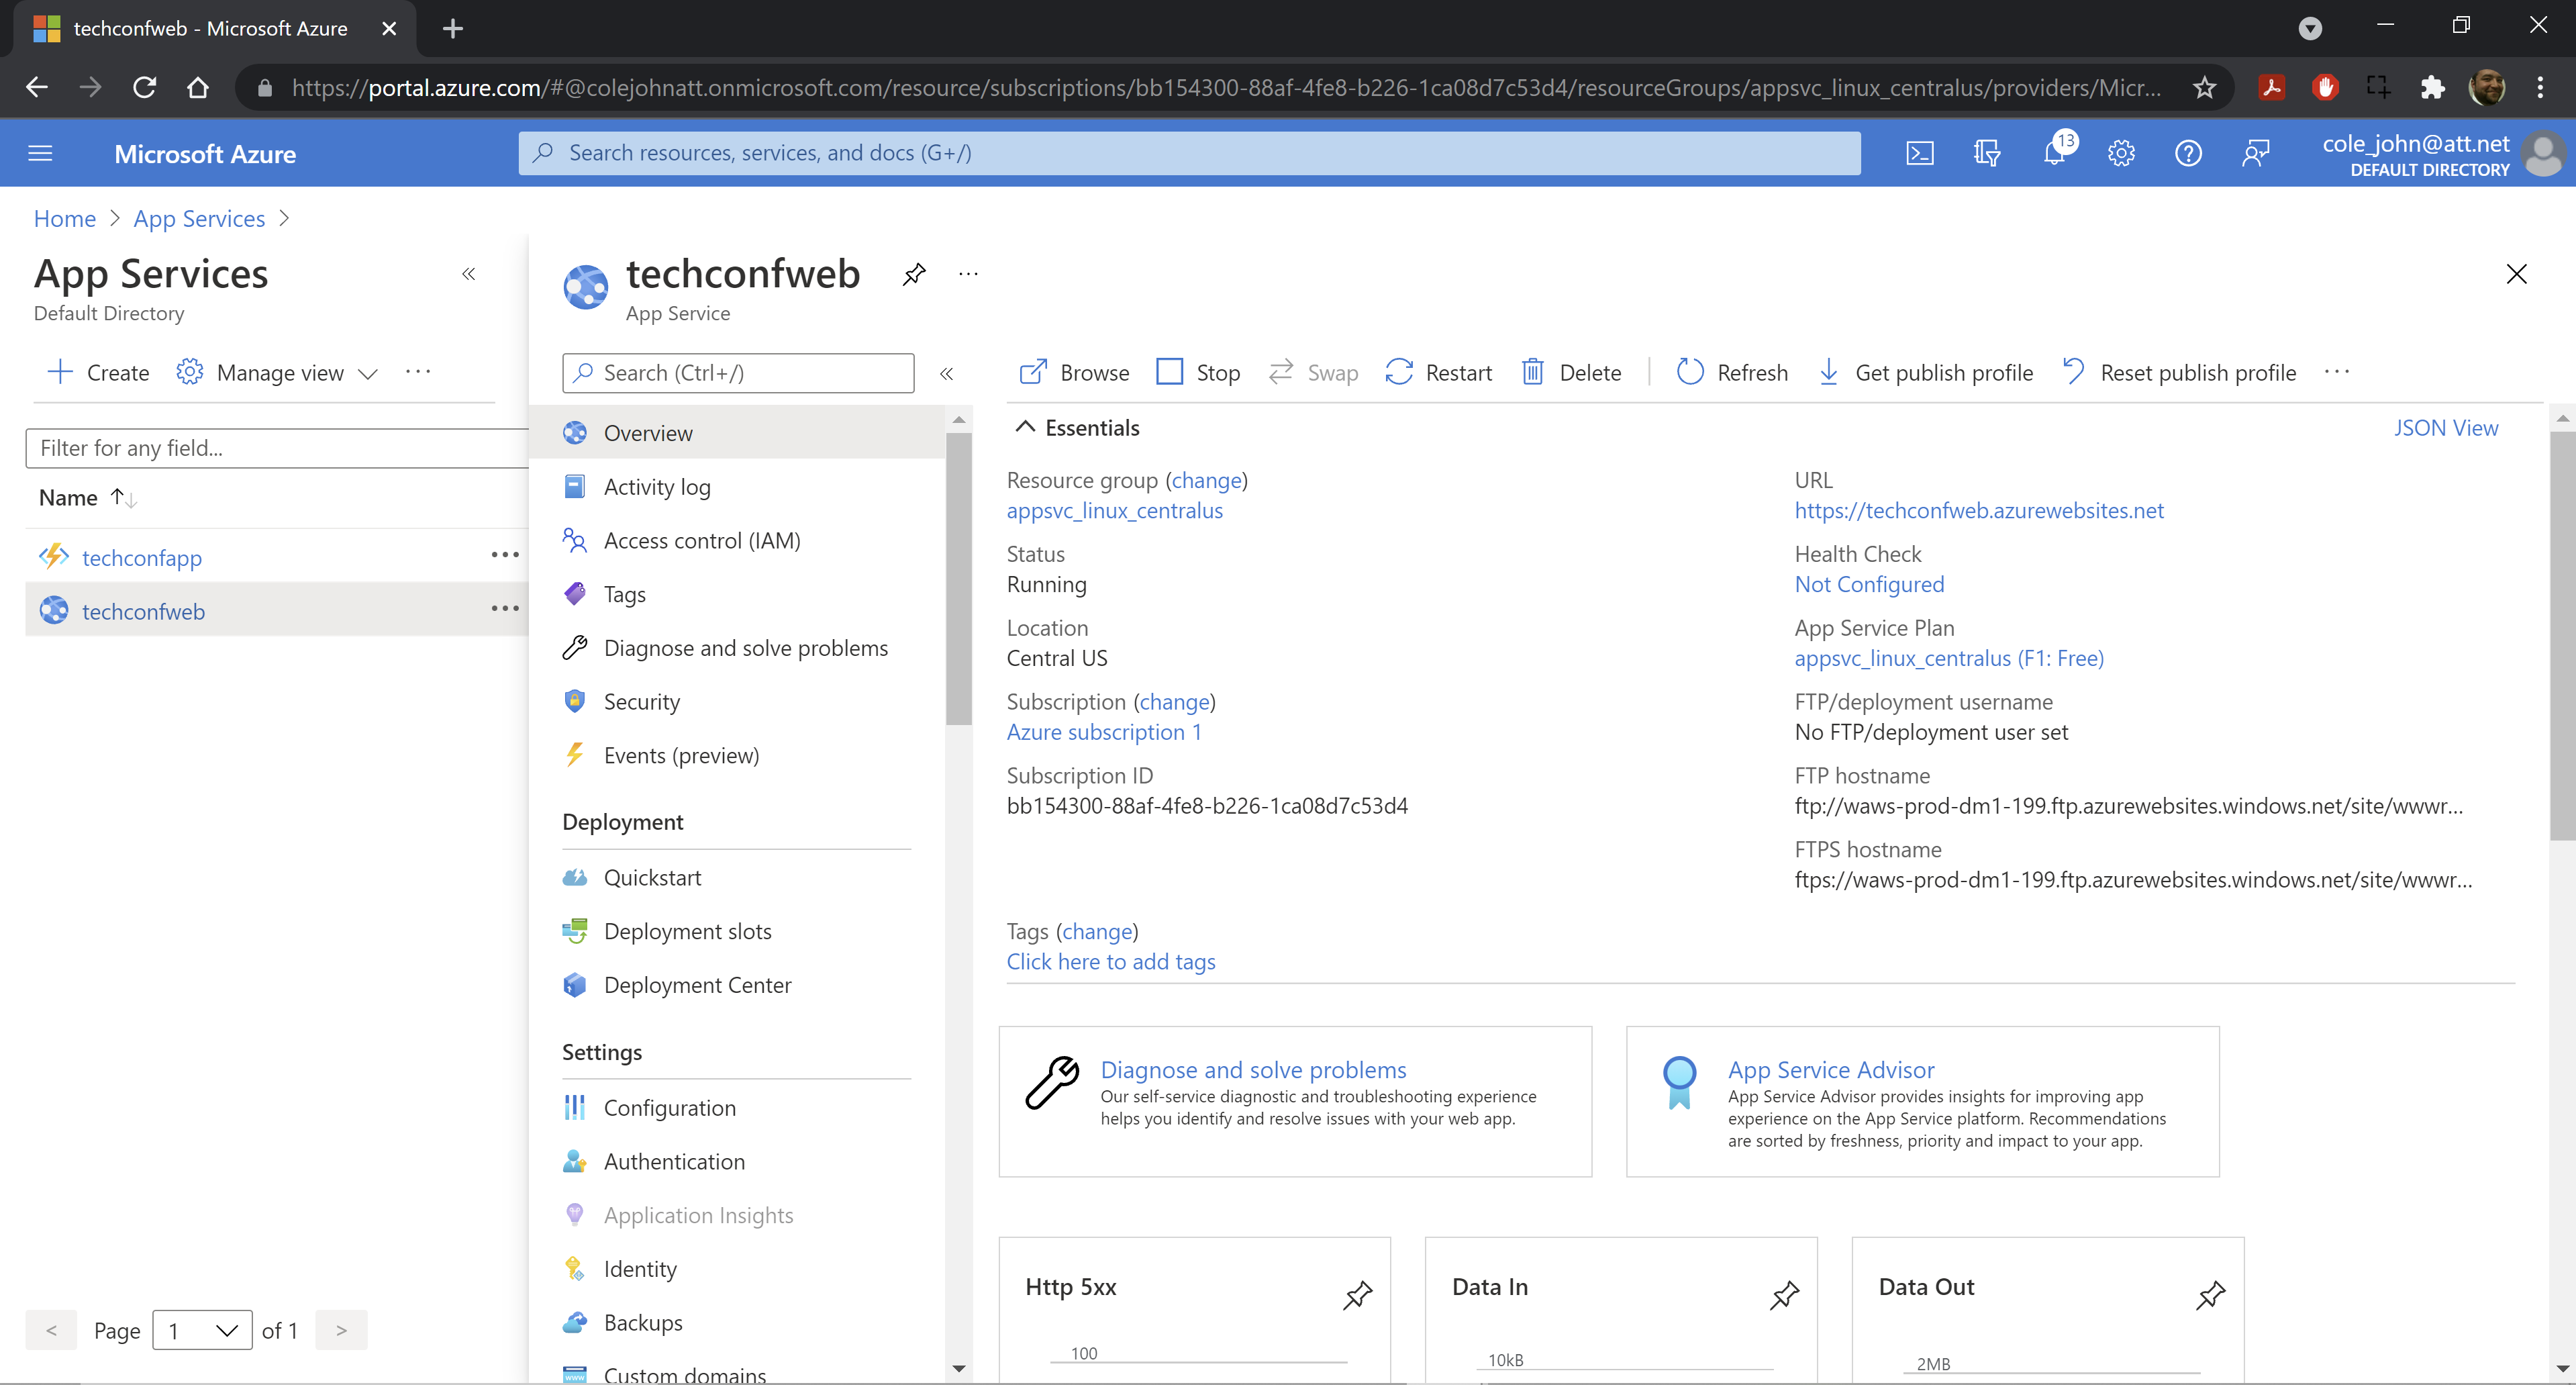 techconfweb - Microsoft Azure
https://portal.azure.com/#@colejohnatt.onmicrosoft.com/resource/subscriptions/bb154300-88af-4fe8-b226-1ca08d7c53d4/resourceGroups/appsvc_linux_centralus/providers/Micr...
Microsoft Azure
Search resources, services, and docs (G+/)
13
cole_john@att.net
DEFAULT DIRECTORY
Home > App Services >
App Services
Default Directory
Create
Manage view
Filter for any field...
Name
techconfapp
techconfweb
< Page 1 of 1 >
techconfweb
App Service
Search (Ctrl+/)
Overview
Activity log
Access control (IAM)
Tags
Diagnose and solve problems
Security
Events (preview)
Deployment
Quickstart
Deployment slots
Deployment Center
Settings
Configuration
Authentication
Application Insights
Identity
Backups
Custom domains
Browse Stop Swap Restart Delete Refresh Get publish profile Reset publish profile
Essentials
JSON View
Resource group (change)
appsvc_linux_centralus
Status
Running
Location
Central US
Subscription (change)
Azure subscription 1
Subscription ID
bb154300-88af-4fe8-b226-1ca08d7c53d4
URL
https://techconfweb.azurewebsites.net
Health Check
Not Configured
App Service Plan
appsvc_linux_centralus (F1: Free)
FTP/deployment username
No FTP/deployment user set
FTP hostname
ftp://waws-prod-dm1-199.ftp.azurewebsites.windows.net/site/wwwr...
FTPS hostname
ftps://waws-prod-dm1-199.ftp.azurewebsites.windows.net/site/wwwr...
Tags (change)
Click here to add tags
Diagnose and solve problems
Our self-service diagnostic and troubleshooting experience
helps you identify and resolve issues with your web app.
App Service Advisor
App Service Advisor provides insights for improving app
experience on the App Service platform. Recommendations
are sorted by freshness, priority and impact to your app.
Http 5xx
100
Data In
10kB
Data Out
2MB